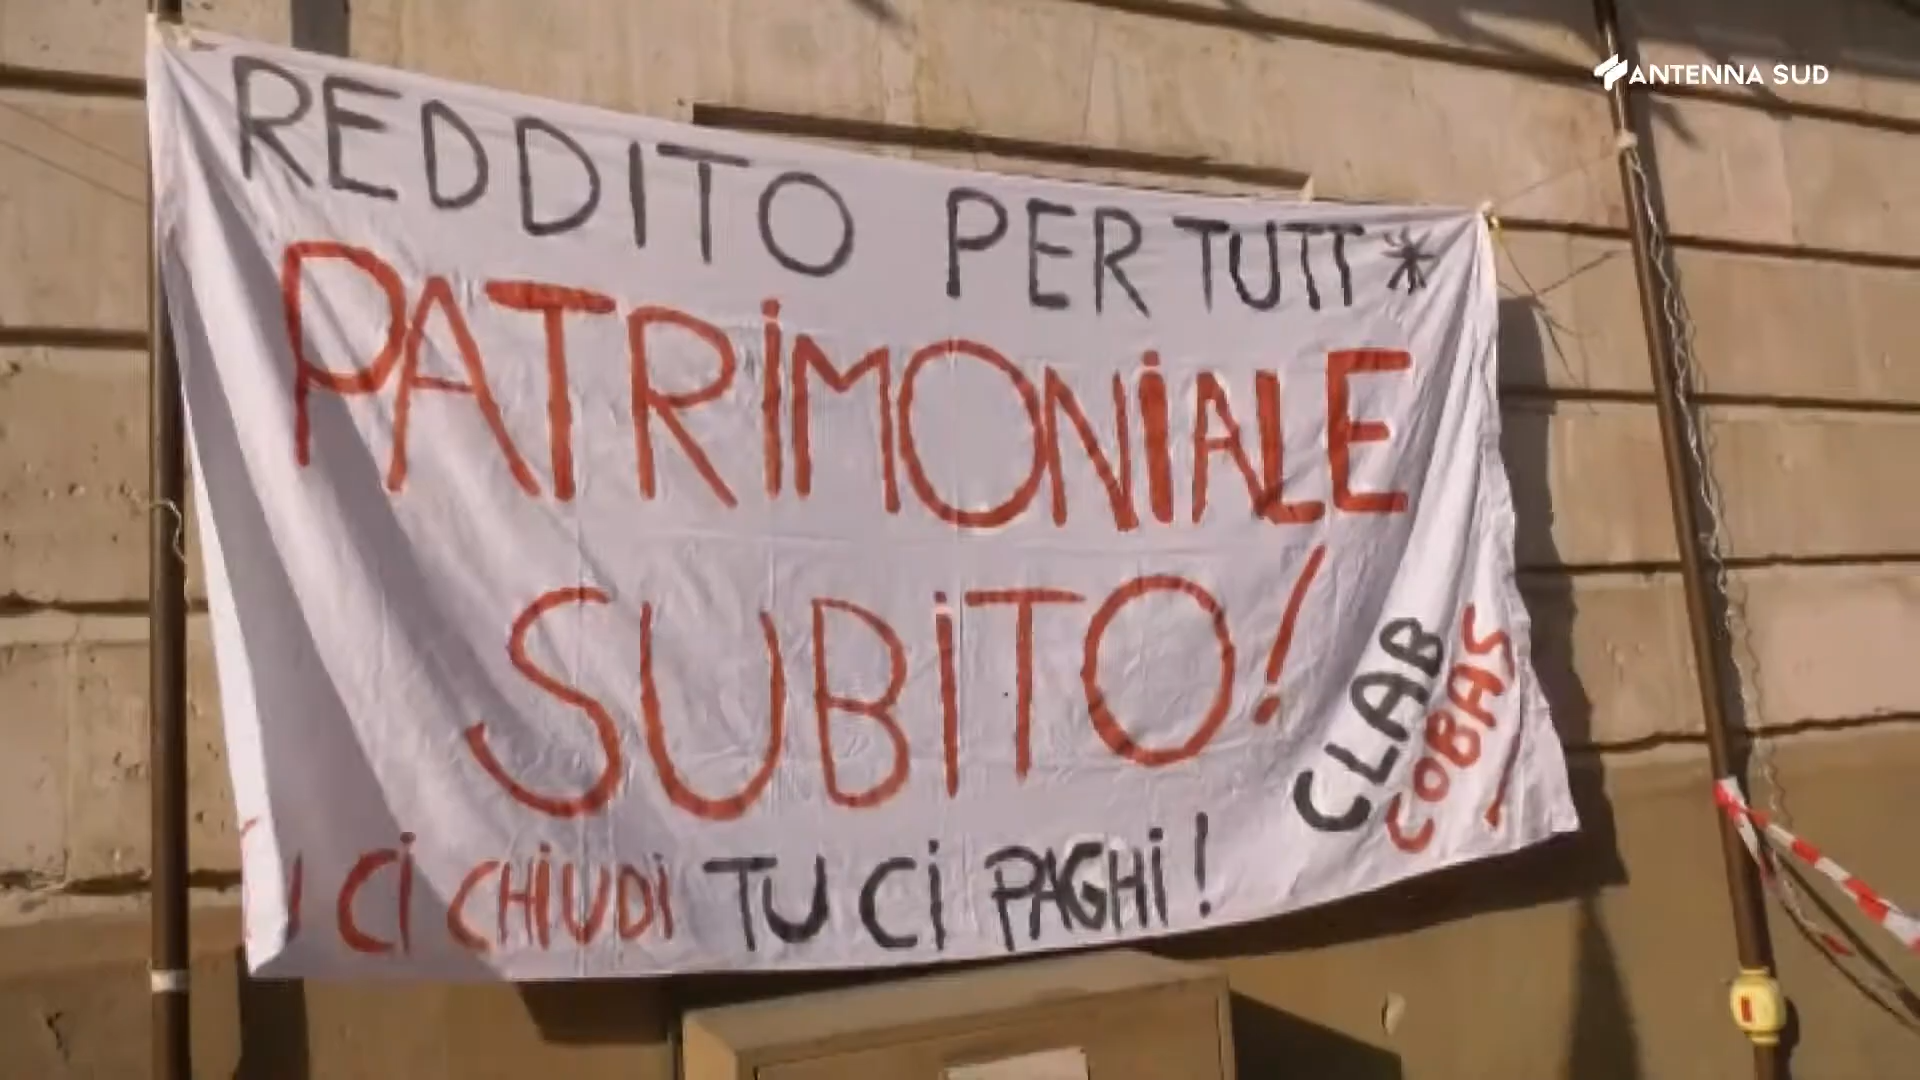 ANTENNA SUD
REDDITO PER TUTT*
PATRIMONIALE
SUBITO!
CLAB
COBAS
CI CHIUDI TU CI PAGHI!